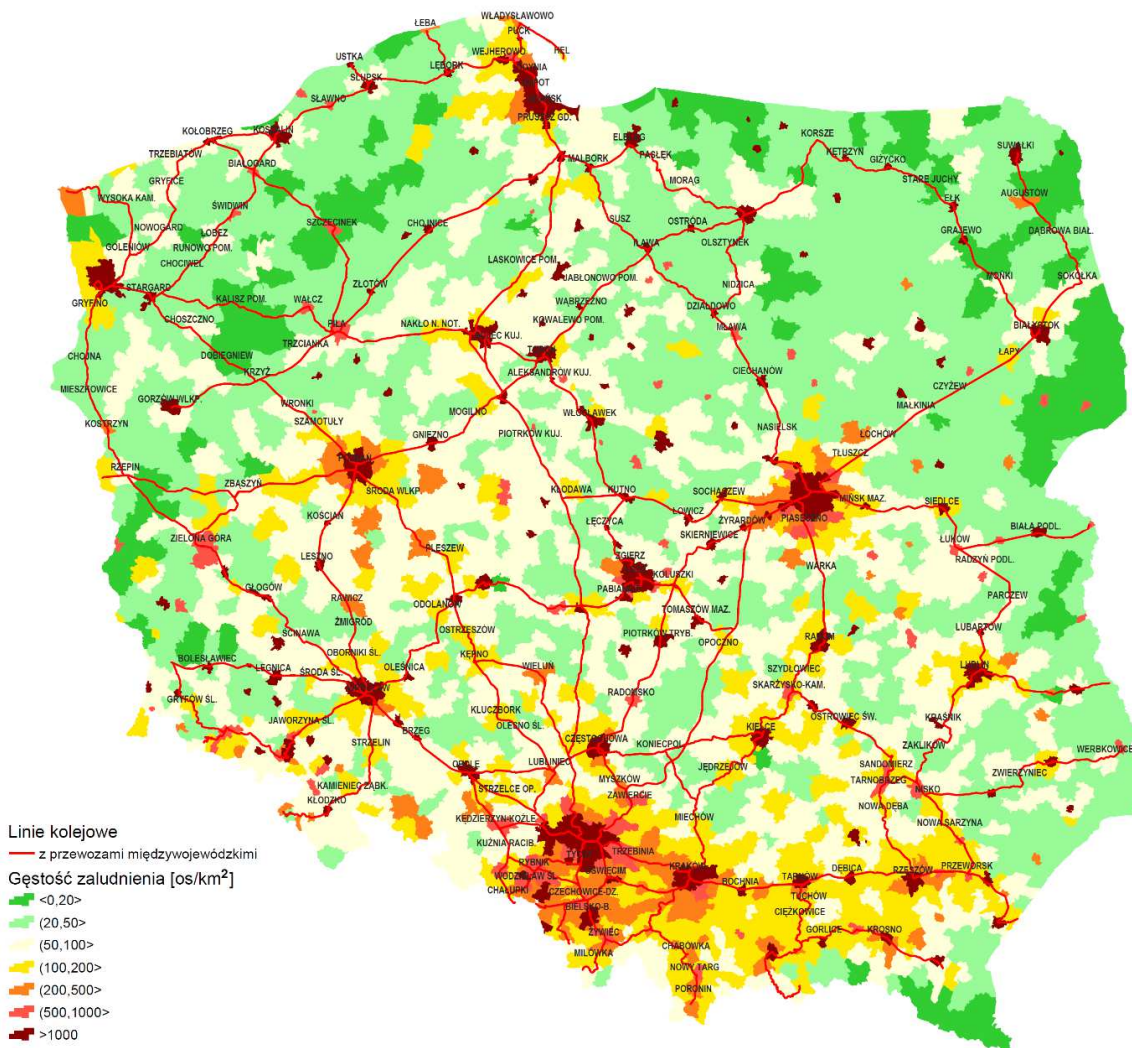 WŁADYSŁAWOWO
ŁEBA
PUCK
HEL
WEJHEROWO
USTKA
LĘBORK
SŁUPSK
PRUSZCZ GD.
SŁAWNO
KOŁOBRZEG
KOSZALIN
ELBLĄG
KORSZE
TRZEBIATÓW
BIAŁOGARD
MALBORK
PASŁĘK
KĘTRZYN
GIŻYCKO
SUWAŁKI
GRYFICE
MORĄG
STARE JUCHY
WYSOKA KAM.
ŚWIDWIN
AUGUSTÓW
EŁK
NOWOGARD
ŁOBEZ
SZCZECINEK
CHOJNICE
SUSZ
OSTRÓDA
GOLENIÓW
RUNOWO POM.
IŁAWA
OLSZTYNEK
GRAJEWO
DĄBROWA BIAŁ.
CHOCIWEL
LASKOWICE POM.
JABŁONOWO POM.
MOŃKI
SOKÓŁKA
STARGARD
ZŁOTÓW
NIDZICA
GRYFINO
KALISZ POM.
WAŁCZ
WĄBRZEŹNO
DZIAŁDOWO
CHOSZCZNO
PIŁA
NAKŁO N. NOT.
KOWALEWO POM.
MŁAWA
BIAŁYSTOK
TRZCIANKA
IEC KUJ.
CHOJNA
DOBIEGNIEW
ŁAPY
KRZYŻ
ALEKSANDRÓW KUJ.
CIECHANÓW
MIESZKOWICE
CZYŻEW
GORZÓW WLKP.
WRONKI
MAŁKINIA
KOSTRZYN
SZAMOTUŁY
MOGILNO
WŁOCŁAWEK
NASIELSK
GNIEZNO
PIOTRKÓW KUJ.
ŁOCHÓW
TŁUSZCZ
RZEPIN
ZBĄSZYŃ
ŚRODA WLKP.
KŁODAWA
KUTNO
SOCHACZEW
MIŃSK MAZ.
SIEDLCE
KOŚCIAN
ŁĘCZYCA
ŁOWICZ
ŻYRARDÓW
PIASECZNO
BIAŁA PODL.
ZIELONA GÓRA
LESZNO
PLESZEW
ZGIERZ
SKIERNIEWICE
ŁUKÓW
RADZYŃ PODL.
WARKA
KOLUSZKI
GŁOGÓW
RAWICZ
ODOLANÓW
PABIA
TOMASZÓW MAZ.
PARCZEW
ŚCINAWA
ŻMIGRÓD
OSTRZESZÓW
PIOTRKÓW TRYB.
OPOCZNO
RADOM
LUBARTÓW
OBORNIKI ŚL.
KĘPNO
BOLESŁAWIEC
LEGNICA
ŚRODA ŚL.
OLEŚNICA
WIELUŃ
SZYDŁOWIEC
LUBLIN
SKARŻYSKO-KAM.
GRYFÓW ŚL.
KLUCZBORK
RADOMSKO
JAWORZYNA ŚL.
OLESNO ŚL.
OSTROWIEC ŚW.
KRAŚNIK
BRZEG
KIELCE
STRZELIN
CZĘSTOCHOWA
KONIECPOL
ZAKLIKÓW
WERBKOWICE
OPOLE
LUBLINIEC
JĘDRZEJÓW
SANDOMIERZ
ZWIERZYNIEC
KAMIENIEC ZĄBK.
MYSZKÓW
TARNOBRZEG
STRZELCE OP.
ZAWIERCIE
NISKO
KŁODZKO
NOWA DĘBA
KĘDZIERZYN-KOŹLE
MIECHÓW
NOWA SARZYNA
KUŹNIA RACIB.
TRZEBINIA
RYBNIK
KRAKÓW
DĘBICA
RZESZÓW
PRZEWORSK
WODZISŁAW ŚL.
OŚWIĘCIM
BOCHNIA
TARNÓW
CHAŁUPKI
CZECHOWICE-DZ.
TUCHÓW
BIELSKO-B.
CIĘŻKOWICE
ŻYWIEC
GORLICE
KROSNO
MILÓWKA
CHABÓWKA
NOWY TARG
PORONIN
Linie kolejowe
z przewozami międzywojewódzkimi
Gęstość zaludnienia [os/km²]
<0,20>
(20,50>
(50,100>
(100,200>
(200,500>
(500,1000>
>1000